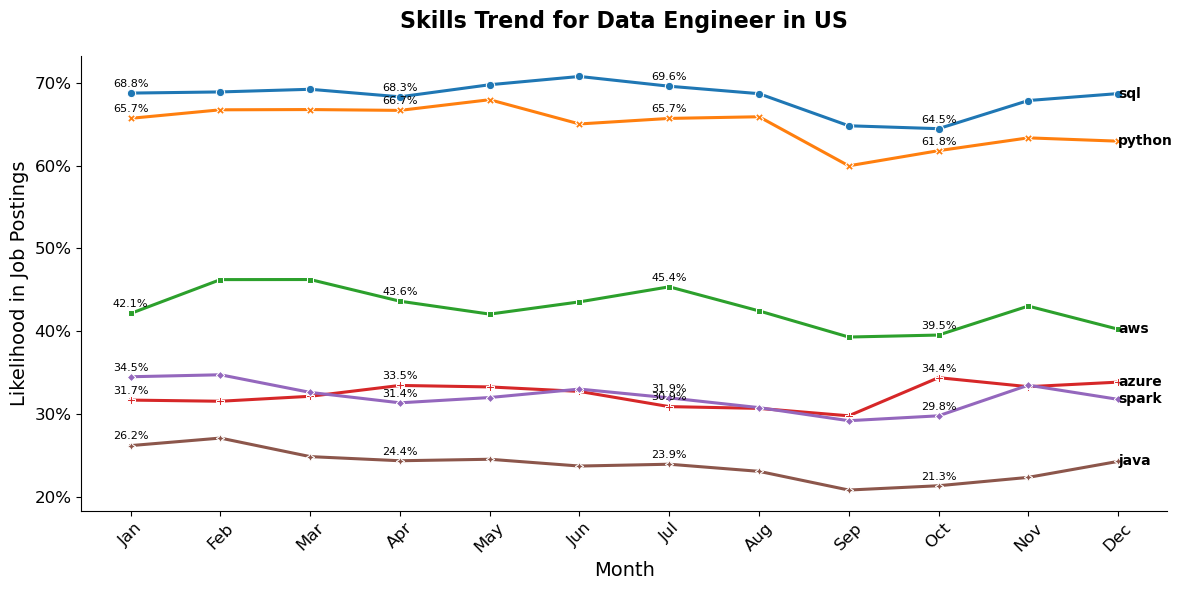 Skills Trend for Data Engineer in US
Likelihood in Job Postings
70%
60%
50%
40%
30%
20%
68.8%
68.3%
69.6%
64.5%
sql
65.7%
66.7%
65.7%
61.8%
python
42.1%
43.6%
45.4%
39.5%
aws
31.7%
33.5%
30.9%
34.4%
azure
34.5%
31.4%
31.9%
29.8%
spark
26.2%
24.4%
23.9%
21.3%
java
Jan
Feb
Mar
Apr
May
Jun
Jul
Aug
Sep
Oct
Nov
Dec
Month